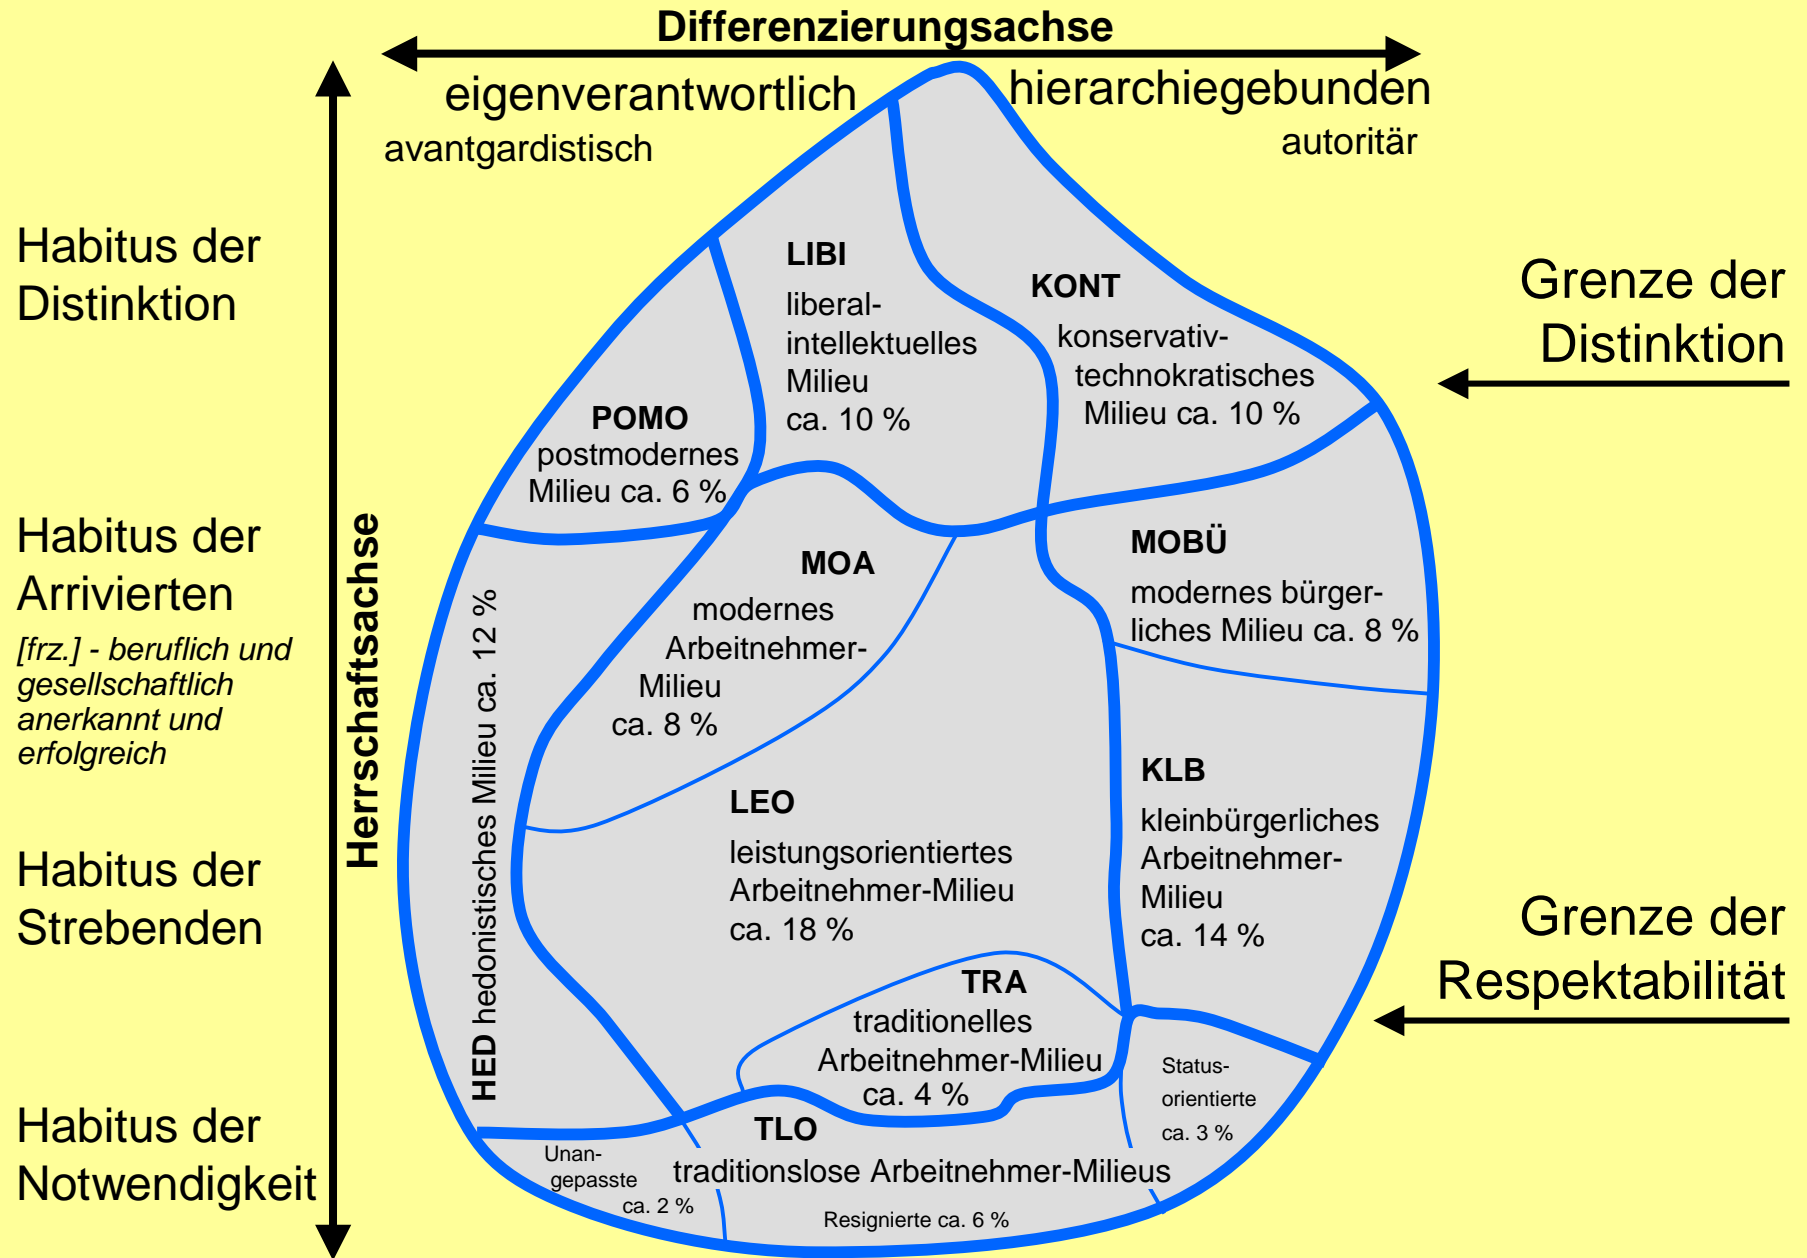 Differenzierungsachse
eigenverantwortlich
hierarchiegebunden
avantgardistisch
autoritär
Herrschaftsachse
Habitus der
Distinktion
Habitus der
Arrivierten
[frz.] - beruflich und
gesellschaftlich
anerkannt und
erfolgreich
Habitus der
Strebenden
Habitus der
Notwendigkeit
LIBI
liberal-
intellektuelles
Milieu
ca. 10 %
KONT
konservativ-
technokratisches
Milieu ca. 10 %
POMO
postmodernes
Milieu ca. 6 %
MOA
modernes
Arbeitnehmer-
Milieu
ca. 8 %
MOBÜ
modernes bürger-
liches Milieu ca. 8 %
HED hedonistisches Milieu ca. 12 %
LEO
leistungsorientiertes
Arbeitnehmer-Milieu
ca. 18 %
KLB
kleinbürgerliches
Arbeitnehmer-
Milieu
ca. 14 %
TRA
traditionelles
Arbeitnehmer-Milieu
ca. 4 %
Status-
orientierte
ca. 3 %
TLO
traditionslose Arbeitnehmer-Milieus
Unan-
gepasste
ca. 2 %
Resignierte ca. 6 %
Grenze der
Distinktion
Grenze der
Respektabilität